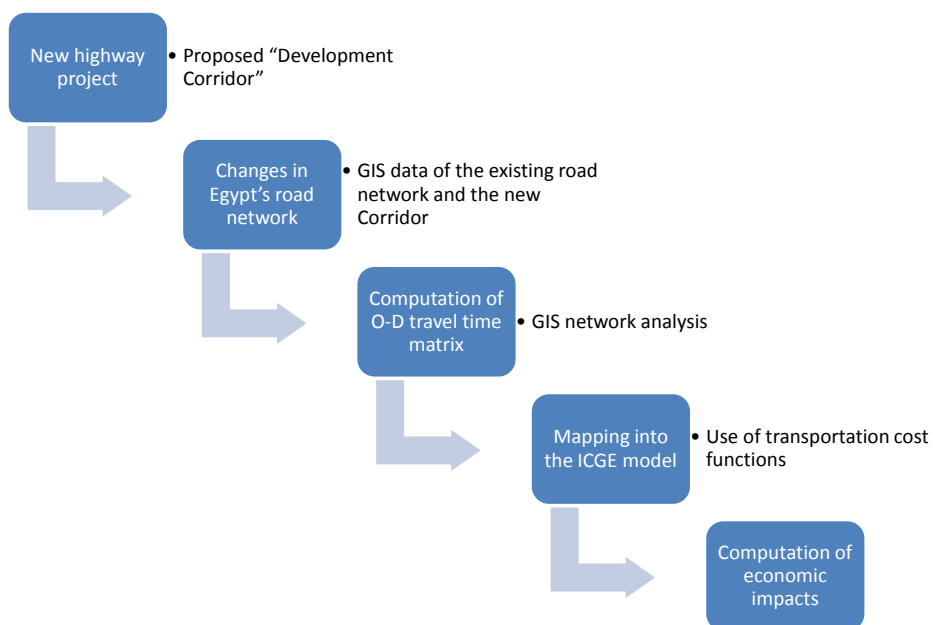 New highway
project
• Proposed “Development
Corridor”
Changes in
Egypt’s road
network
• GIS data of the existing road
network and the new
Corridor
Computation of
O-D travel time
matrix
• GIS network analysis
Mapping into
the ICGE model
• Use of transportation cost
functions
Computation of
economic
impacts